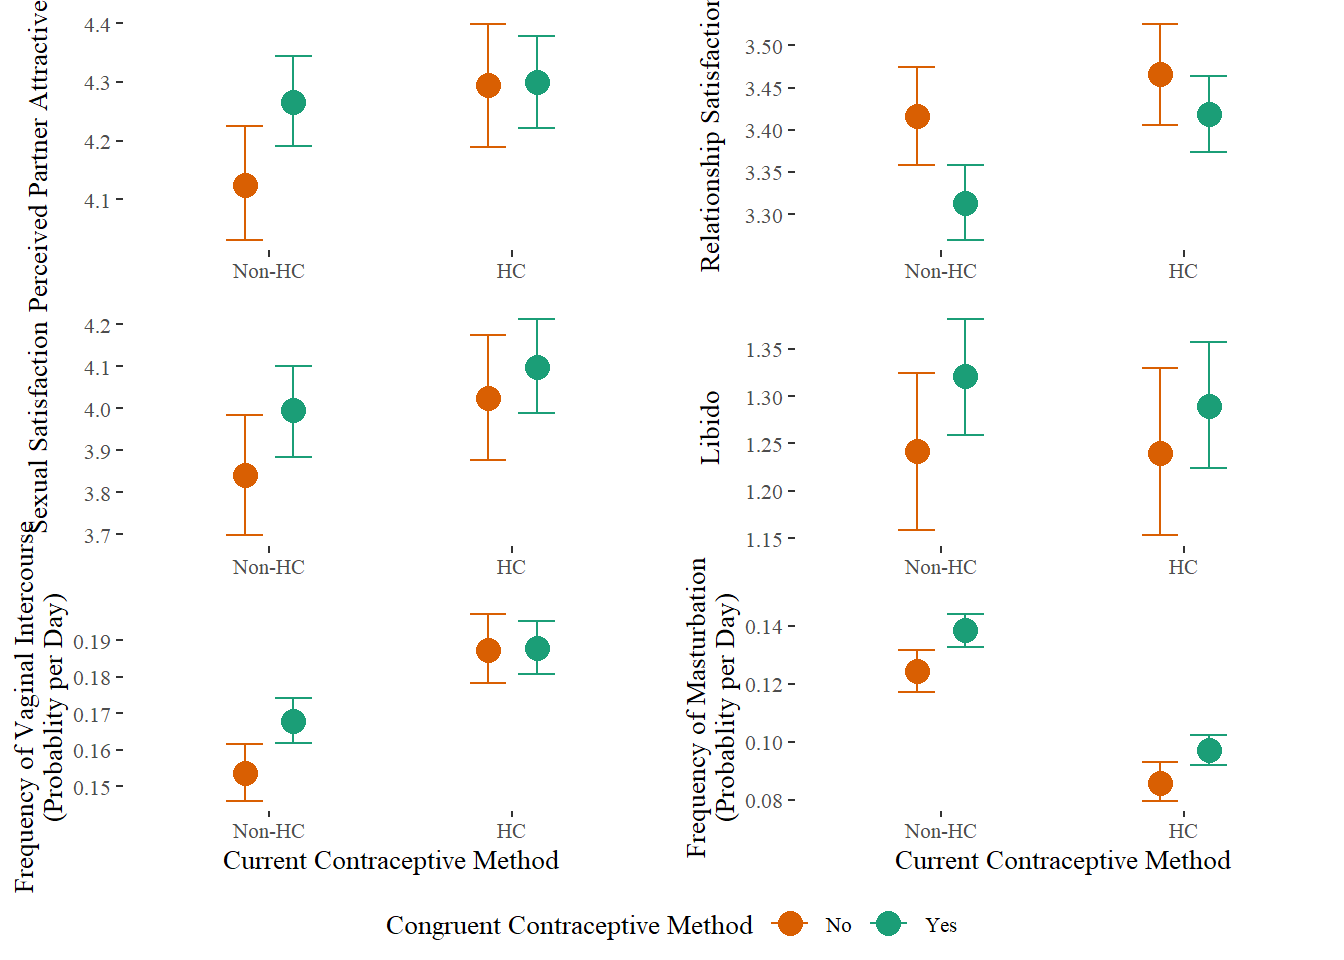 Perceived Partner Attractive
4.4
4.3
4.2
4.1
Non-HC
HC
Relationship Satisfaction
3.50
3.45
3.40
3.35
3.30
Non-HC
HC
Sexual Satisfaction
4.2
4.1
4.0
3.9
3.8
3.7
Non-HC
HC
Libido
1.35
1.30
1.25
1.20
1.15
Non-HC
HC
Frequency of Vaginal Intercourse
(Probablity per Day)
0.19
0.18
0.17
0.16
0.15
Non-HC
HC
Current Contraceptive Method
Frequency of Masturbation
(Probablity per Day)
0.14
0.12
0.10
0.08
Non-HC
HC
Current Contraceptive Method
Congruent Contraceptive Method No Yes